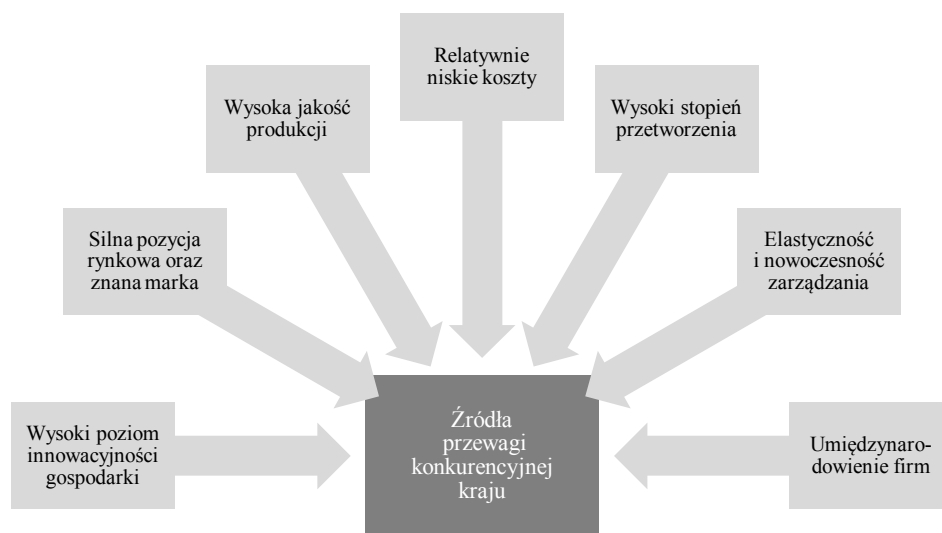 Relatywnie
niskie koszty
Wysoka jakość
produkcji
Wysoki stopień
przetworzenia
Silna pozycja
rynkowa oraz
znana marka
Elastyczność
i nowoczesność
zarządzania
Wysoki poziom
innowacyjności
gospodarki
Źródła
przewagi
konkurencyjnej
kraju
Umiędzynaro-
dowienie firm